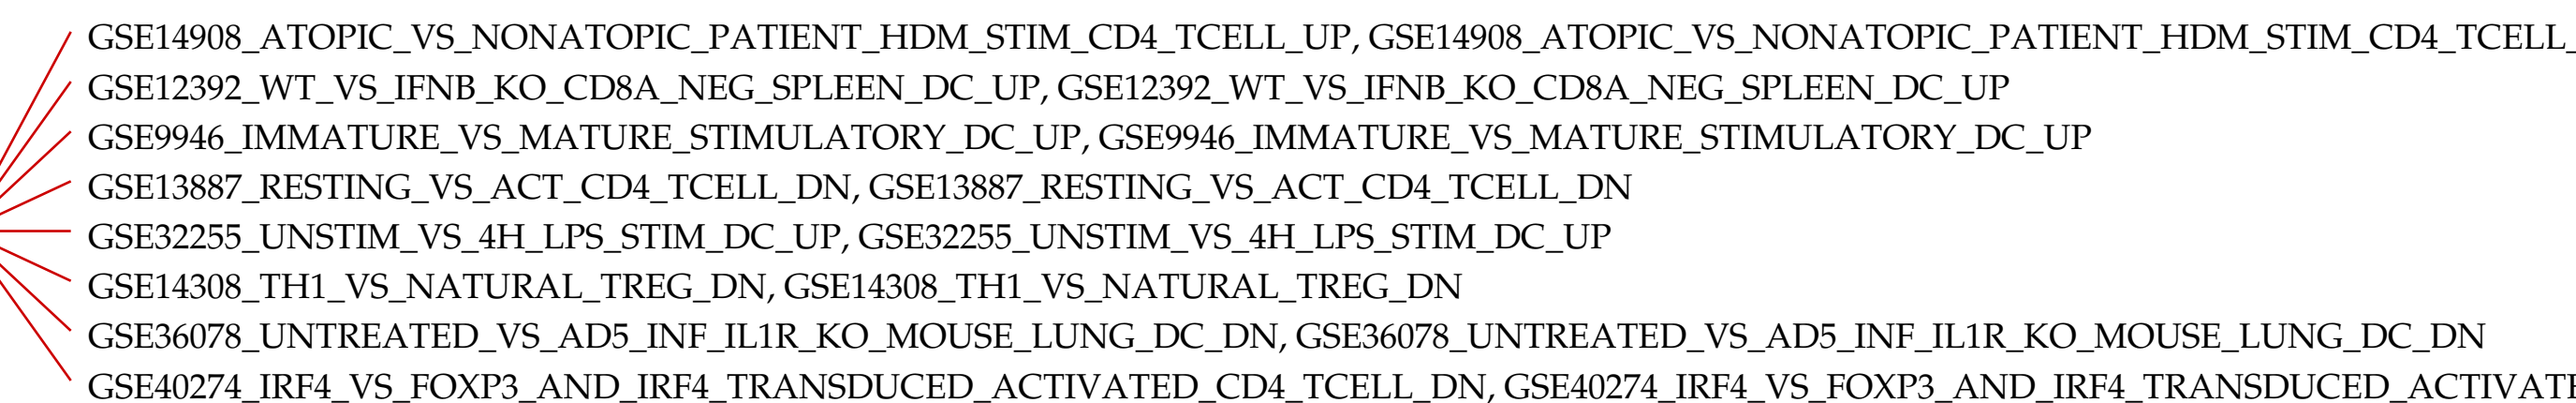 GSE14908_ATOPIC_VS_NONATOPIC_PATIENT_HDM_STIM_CD4_TCELL_UP, GSE14908_ATOPIC_VS_NONATOPIC_PATIENT_HDM_STIM_CD4_TCELL_
GSE12392_WT_VS_IFNB_KO_CD8A_NEG_SPLEEN_DC_UP, GSE12392_WT_VS_IFNB_KO_CD8A_NEG_SPLEEN_DC_UP
GSE9946_IMMATURE_VS_MATURE_STIMULATORY_DC_UP, GSE9946_IMMATURE_VS_MATURE_STIMULATORY_DC_UP
GSE13887_RESTING_VS_ACT_CD4_TCELL_DN, GSE13887_RESTING_VS_ACT_CD4_TCELL_DN
GSE32255_UNSTIM_VS_4H_LPS_STIM_DC_UP, GSE32255_UNSTIM_VS_4H_LPS_STIM_DC_UP
GSE14308_TH1_VS_NATURAL_TREG_DN, GSE14308_TH1_VS_NATURAL_TREG_DN
GSE36078_UNTREATED_VS_AD5_INF_IL1R_KO_MOUSE_LUNG_DC_DN, GSE36078_UNTREATED_VS_AD5_INF_IL1R_KO_MOUSE_LUNG_DC_DN
GSE40274_IRF4_VS_FOXP3_AND_IRF4_TRANSDUCED_ACTIVATED_CD4_TCELL_DN, GSE40274_IRF4_VS_FOXP3_AND_IRF4_TRANSDUCED_ACTIVATE